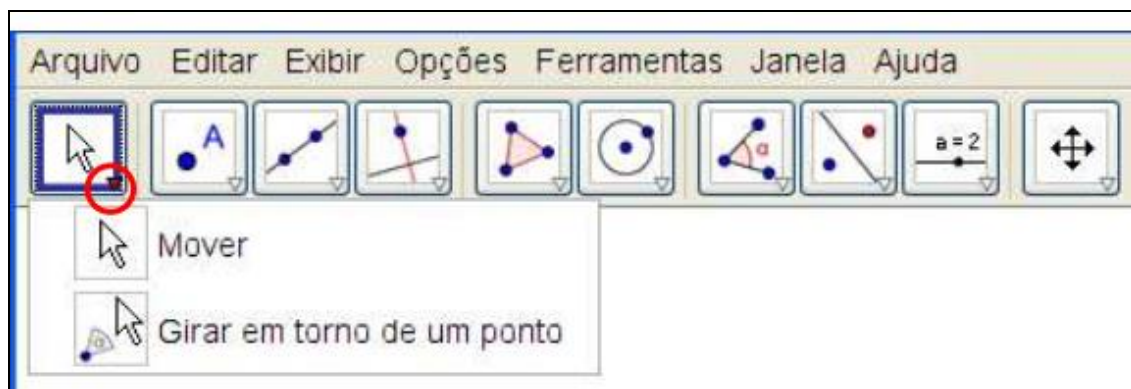 Arquivo Editar Exibir Opções Ferramentas Janela Ajuda
A
α
a = 2
Mover
α
Girar em torno de um ponto